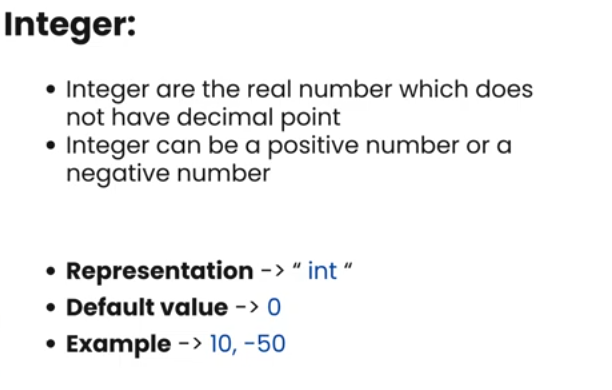 Integer:
• Integer are the real number which does
not have decimal point
• Integer can be a positive number or a
negative number
• Representation -> “ int “
• Default value -> 0
• Example -> 10, -50